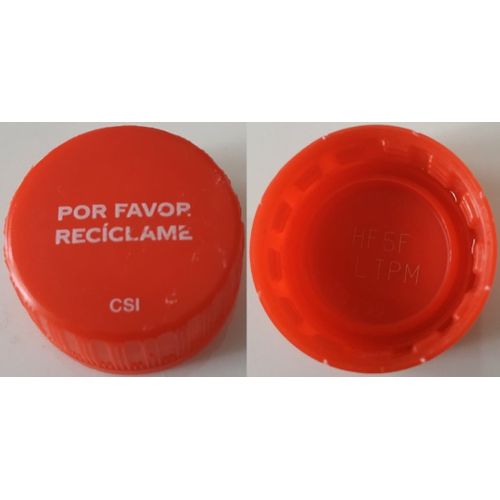 POR FAVOR
RECÍCLAME
CSI
HF5F
LTPM